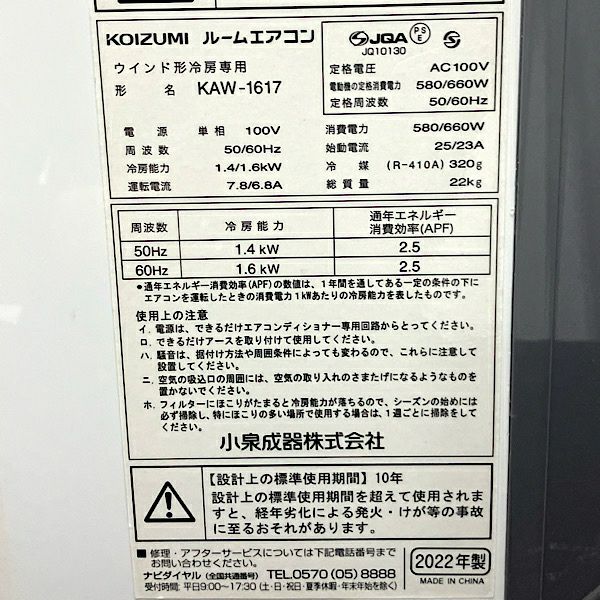 KOIZUMI ルームエアコン
JQA PS E S
JQ10130
ウインド形冷房専用
形 名 KAW-1617
定格電圧 AC100V
電動機の定格消費電力 580/660W
定格周波数 50/60Hz
電 源 単相 100V
周 波 数 50/60Hz
冷房能力 1.4/1.6kW
運転電流 7.8/6.8A
消費電力 580/660W
始動電流 25/23A
冷 媒 (R-410A) 320g
総 質 量 22kg
周波数 冷房能力 通年エネルギー
消費効率(APF)
50Hz 1.4 kW 2.5
60Hz 1.6 kW 2.5
●通年エネルギー消費効率(APF)の数値は、1年間を通してある一定の条件の下に
エアコンを運転したときの消費電力1kWあたりの冷房能力を表したものです。
使用上の注意
イ. 電源は、できるだけエアコンディショナー専用回路からとってください。
ロ. できるだけアースを取り付けて使用してください。
ハ. 騒音は、据付け方法や周囲条件によっても変わるので、これらに注意して
設置してください。
ニ. 空気の吸込口の周囲には、空気の取り入れのさまたげになるようなものを
置かないでください。
ホ. フィルターにほこりがたまると冷房能力が落ちるので、シーズンの始めには
必ず掃除し、特にほこりの多い場所で使用する場合は、1週ごとに掃除をして
ください。
小泉成器株式会社
【設計上の標準使用期間】10年
設計上の標準使用期間を超えて使用されま
すと、経年劣化による発火・けが等の事故
に至るおそれがあります。
■修理・アフターサービスについては下記電話番号まで
お問い合わせください。
ナビダイヤル (全国共通番号) TEL.0570 (05) 8888
受付時間:平日9:00~17:30 (土・日・祝日・夏季休暇・年末年始を除く)
2022年製
MADE IN CHINA